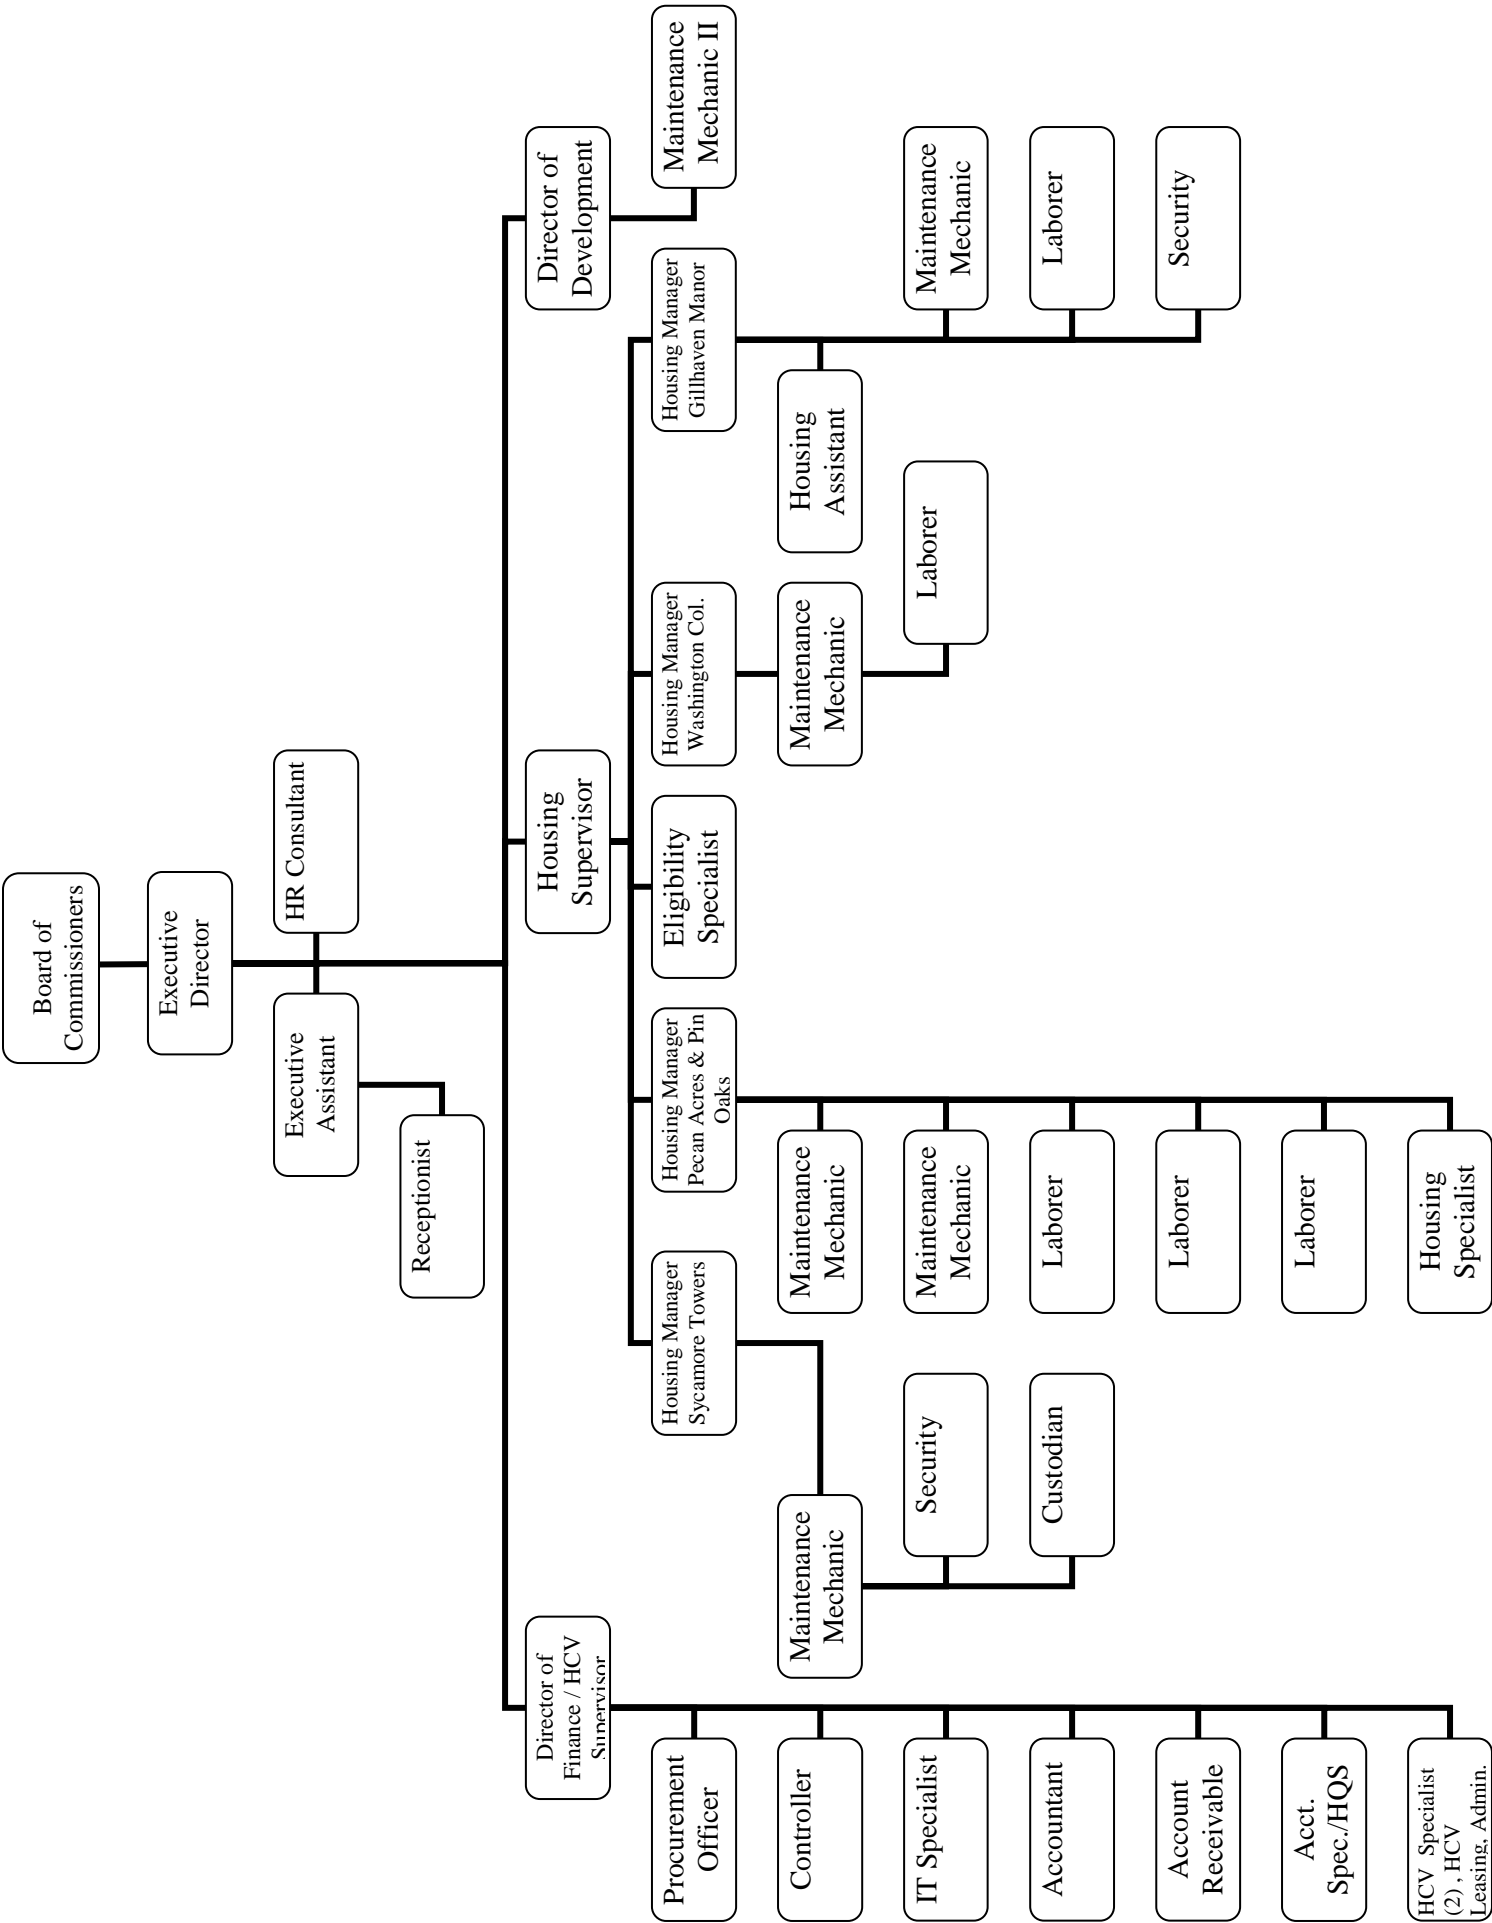 Board of
Commissioners
Executive
Director
Executive
Assistant
HR Consultant
Receptionist
Director of
Finance / HCV
Supervisor
Housing
Supervisor
Director of
Development
Procurement
Officer
Controller
IT Specialist
Accountant
Account
Receivable
Acct.
Spec./HQS
HCV Specialist
(2) , HCV
Leasing, Admin.
Housing Manager
Sycamore Towers
Maintenance
Mechanic
Security
Custodian
Housing Manager
Pecan Acres & Pin
Oaks
Maintenance
Mechanic
Maintenance
Mechanic
Laborer
Laborer
Laborer
Housing
Specialist
Eligibility
Specialist
Housing Manager
Washington Col.
Maintenance
Mechanic
Laborer
Housing Manager
Gillhaven Manor
Housing
Assistant
Maintenance
Mechanic
Laborer
Security
Maintenance
Mechanic II